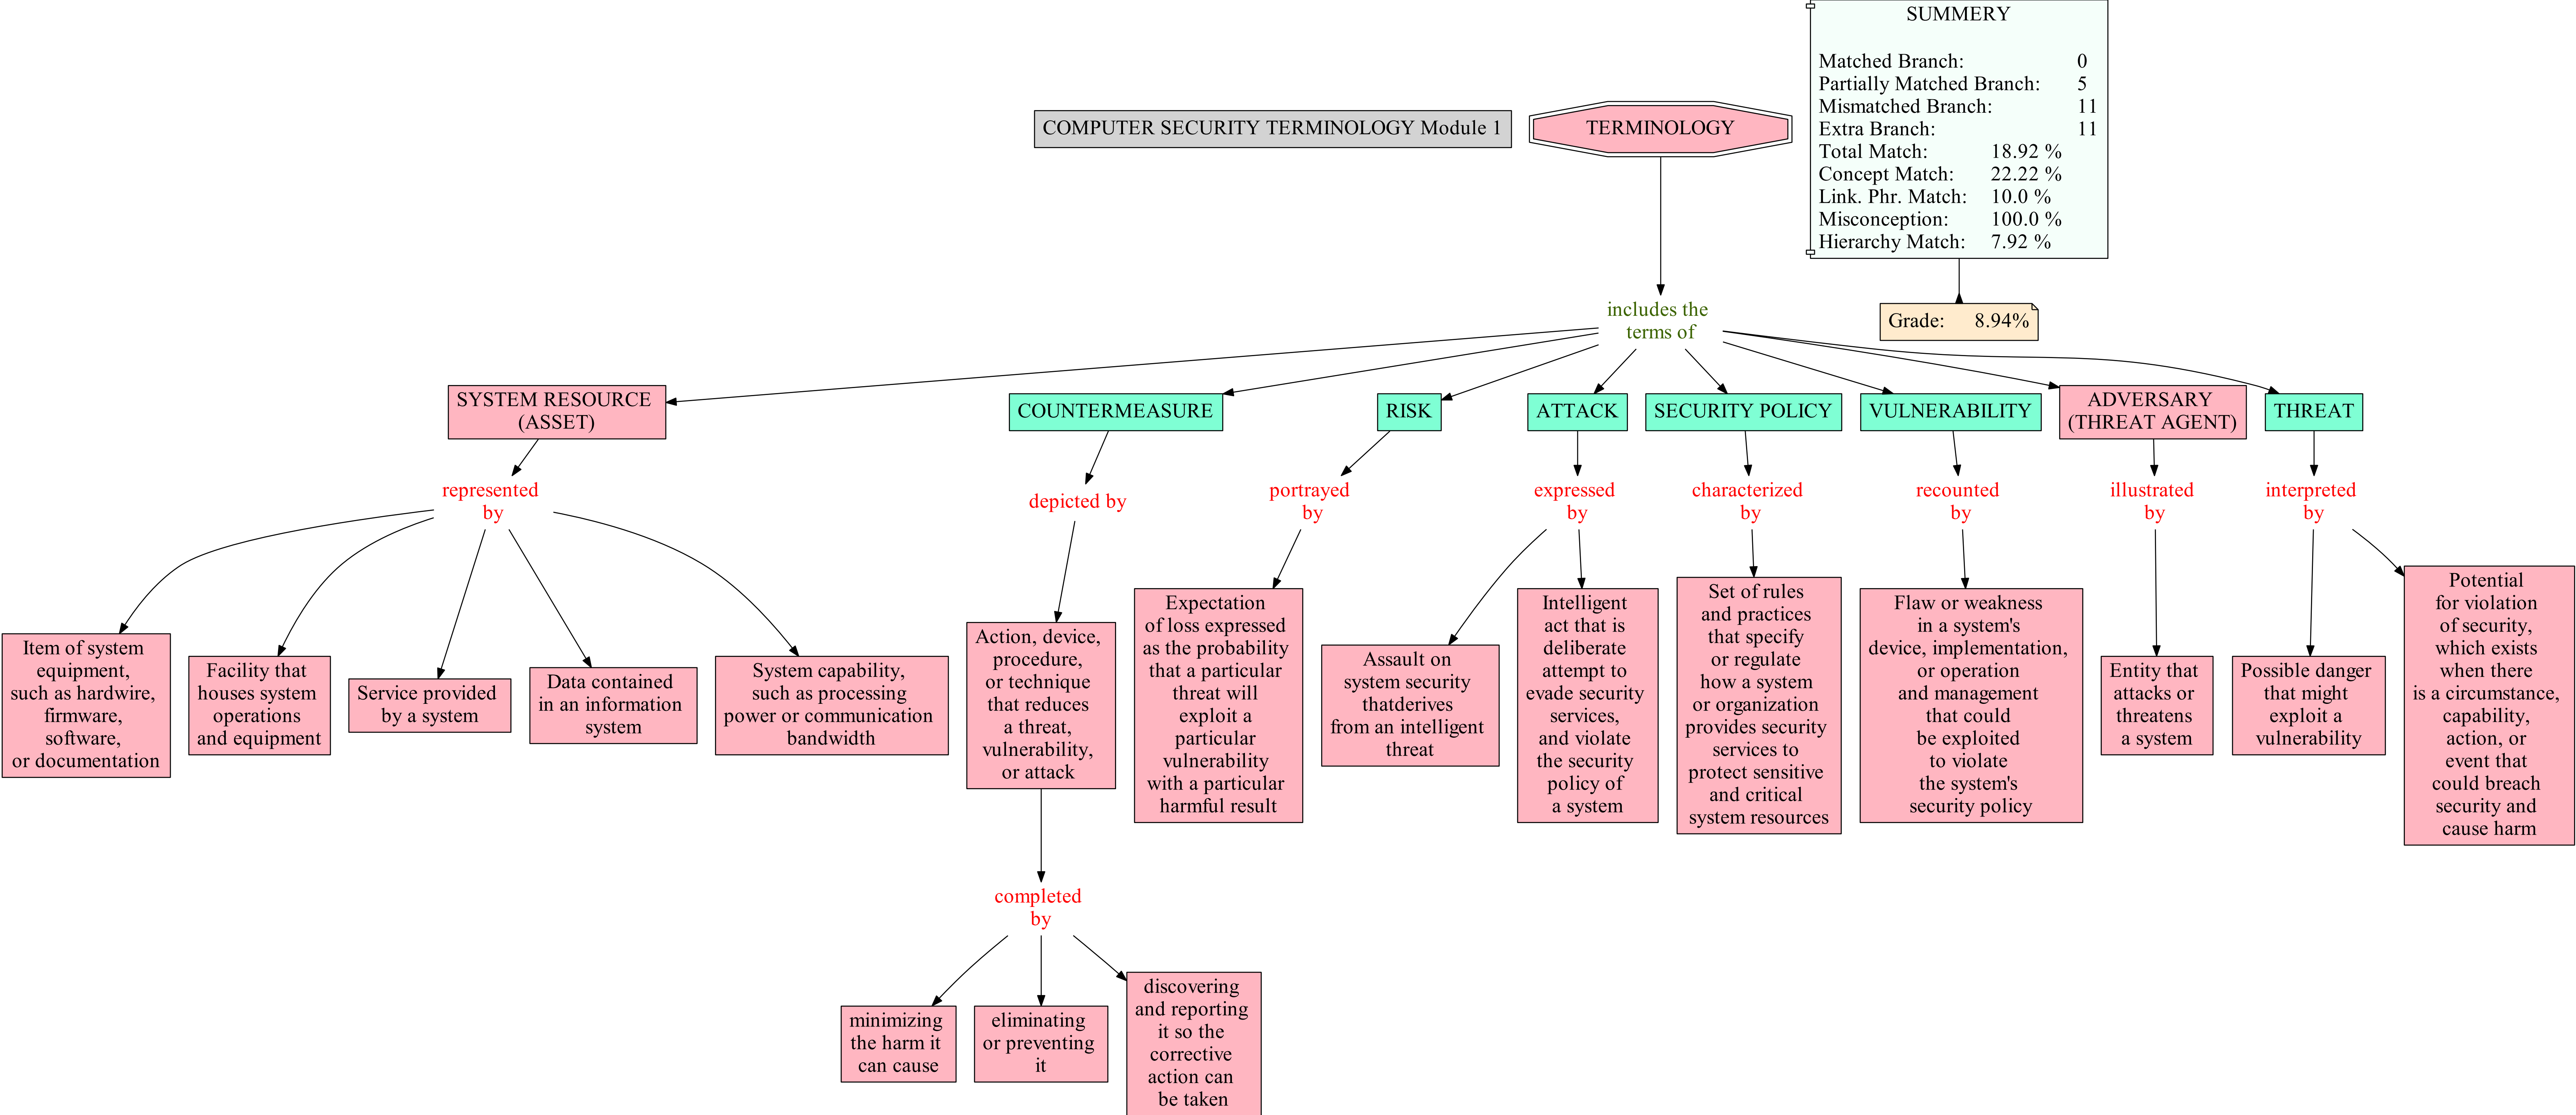 SUMMERY
Matched Branch: 0
Partially Matched Branch: 5
Mismatched Branch: 11
Extra Branch: 11
Total Match: 18.92 %
Concept Match: 22.22 %
Link. Phr. Match: 10.0 %
Misconception: 100.0 %
Hierarchy Match: 7.92 %
COMPUTER SECURITY TERMINOLOGY Module 1
TERMINOLOGY
Grade: 8.94%
includes the
terms of
SYSTEM RESOURCE
(ASSET)
COUNTERMEASURE
RISK
ATTACK
SECURITY POLICY
VULNERABILITY
ADVERSARY
(THREAT AGENT)
THREAT
represented
by
depicted by
portrayed
by
expressed
by
characterized
by
recounted
by
illustrated
by
interpreted
by
Item of system
equipment,
such as hardwire,
firmware,
software,
or documentation
Facility that
houses system
operations
and equipment
Service provided
by a system
Data contained
in an information
system
System capability,
such as processing
power or communication
bandwidth
Action, device,
procedure,
or technique
that reduces
a threat,
vulnerability,
or attack
Expectation
of loss expressed
as the probability
that a particular
threat will
exploit a
particular
vulnerability
with a particular
harmful result
Assault on
system security
thatderives
from an intelligent
threat
Intelligent
act that is
deliberate
attempt to
evade security
services,
and violate
the security
policy of
a system
Set of rules
and practices
that specify
or regulate
how a system
or organization
provides security
services to
protect sensitive
and critical
system resources
Flaw or weakness
in a system's
device, implementation,
or operation
and management
that could
be exploited
to violate
the system's
security policy
Entity that
attacks or
threatens
a system
Possible danger
that might
exploit a
vulnerability
Potential
for violation
of security,
which exists
when there
is a circumstance,
capability,
action, or
event that
could breach
security and
cause harm
completed
by
minimizing
the harm it
can cause
eliminating
or preventing
it
discovering
and reporting
it so the
corrective
action can
be taken